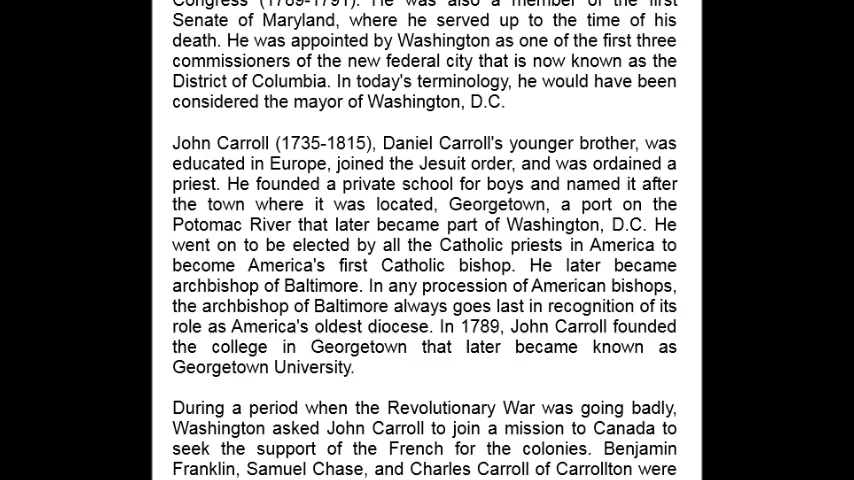 Congress (1789-1791). He was also a member of the first
Senate of Maryland, where he served up to the time of his
death. He was appointed by Washington as one of the first three
commissioners of the new federal city that is now known as the
District of Columbia. In today's terminology, he would have been
considered the mayor of Washington, D.C.
John Carroll (1735-1815), Daniel Carroll's younger brother, was
educated in Europe, joined the Jesuit order, and was ordained a
priest. He founded a private school for boys and named it after
the town where it was located, Georgetown, a port on the
Potomac River that later became part of Washington, D.C. He
went on to be elected by all the Catholic priests in America to
become America's first Catholic bishop. He later became
archbishop of Baltimore. In any procession of American bishops,
the archbishop of Baltimore always goes last in recognition of its
role as America's oldest diocese. In 1789, John Carroll founded
the college in Georgetown that later became known as
Georgetown University.
During a period when the Revolutionary War was going badly,
Washington asked John Carroll to join a mission to Canada to
seek the support of the French for the colonies. Benjamin
Franklin, Samuel Chase, and Charles Carroll of Carrollton were